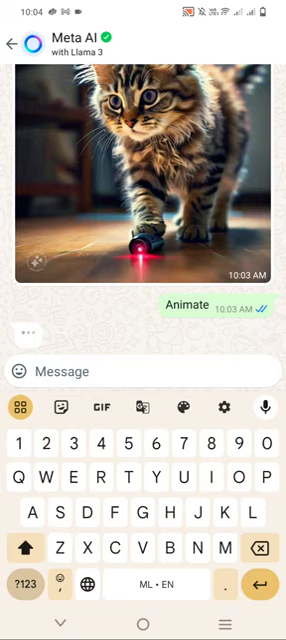 10:04
Meta AI
with Llama 3
10:03 AM
Animate 10:03 AM
Message
GIF
1 2 3 4 5 6 7 8 9 0
Q W E R T Y U I O P
A S D F G H J K L
Z X C V B N M
?123 , ML • EN .